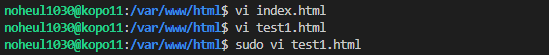 noheul1030@kopo11:/var/www/html$ vi index.html
noheul1030@kopo11:/var/www/html$ vi test1.html
noheul1030@kopo11:/var/www/html$ sudo vi test1.html